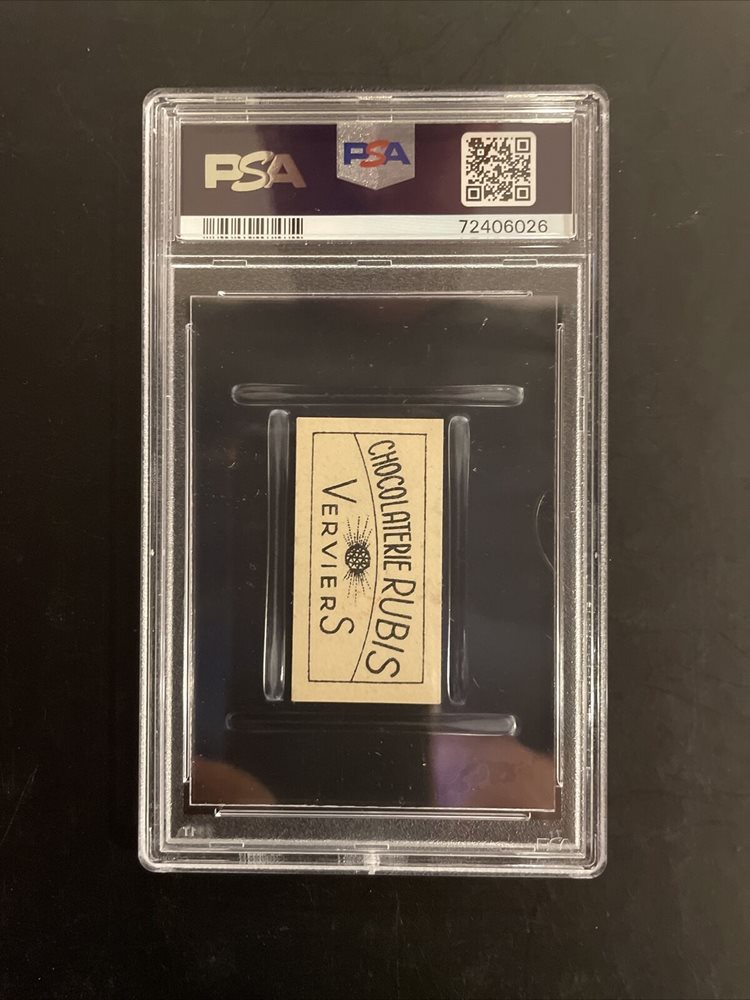 PSA
PSA
72406026
CHOCOLATERIE RUBIS
VERVIERS